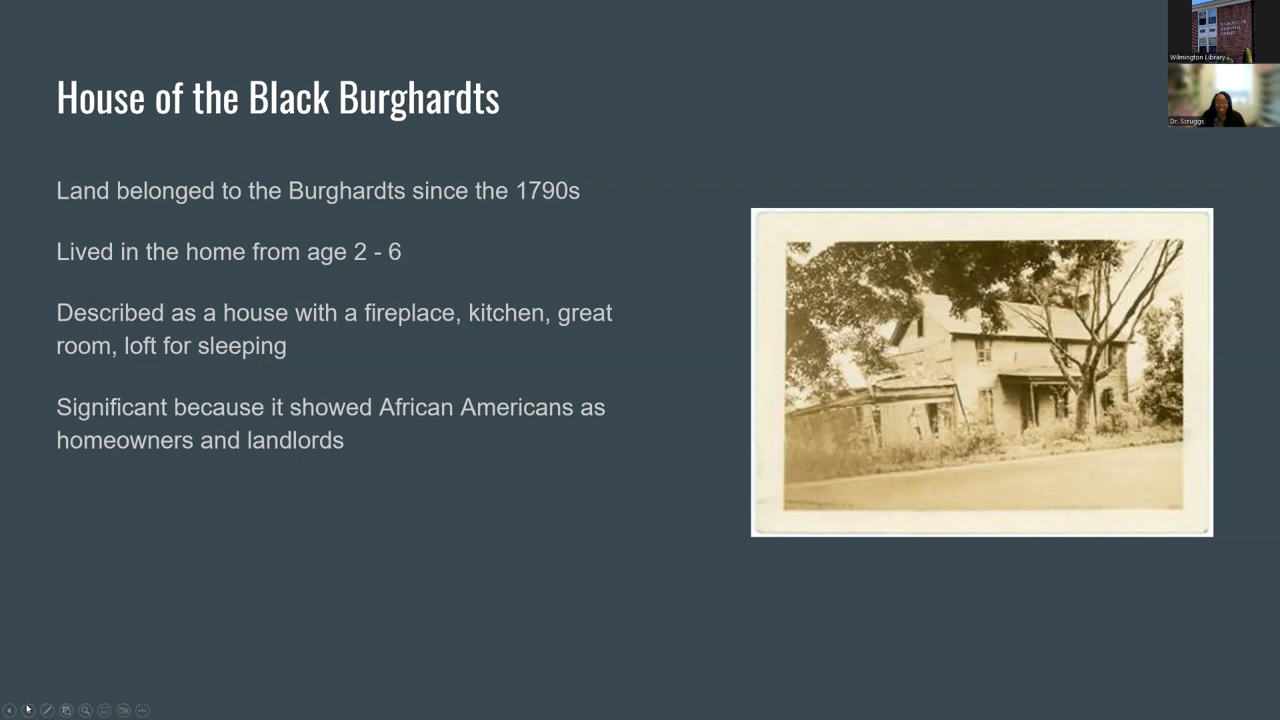 House of the Black Burghardts
Land belonged to the Burghardts since the 1790s
Lived in the home from age 2 - 6
Described as a house with a fireplace, kitchen, great
room, loft for sleeping
Significant because it showed African Americans as
homeowners and landlords
Wilmington Library
Dr. Scruggs